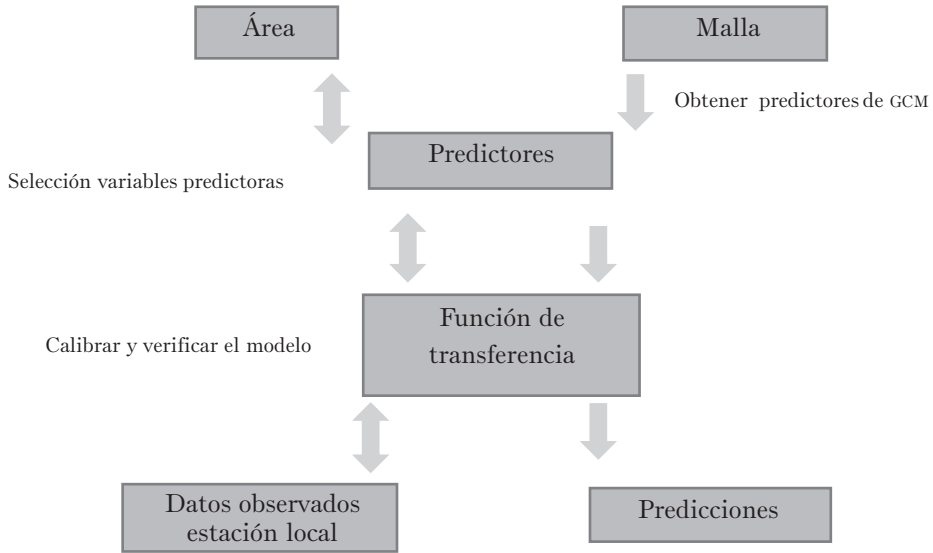 Área
Malla
Obtener predictores de GCM
Predictores
Selección variables predictoras
Función de
transferencia
Calibrar y verificar el modelo
Datos observados
estación local
Predicciones